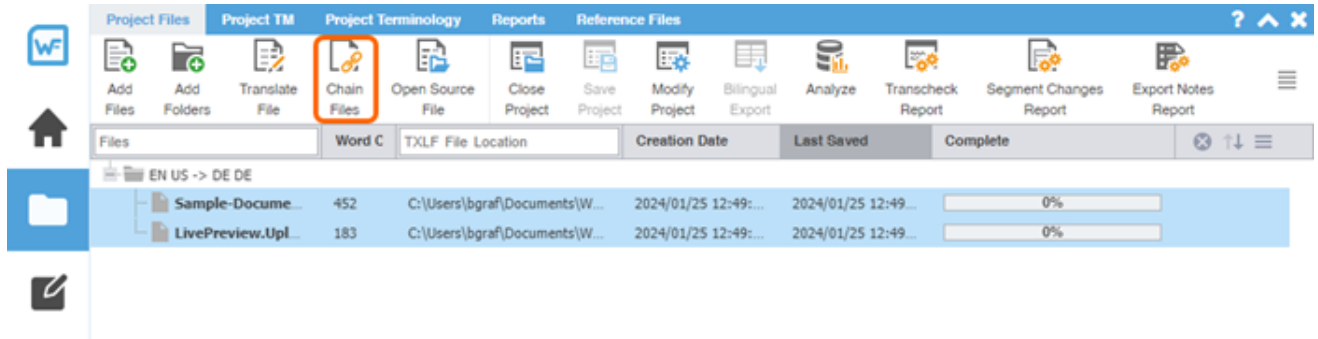 Project Files Project TM Project Terminology Reports Reference Files ?
WF
Add Files
Add Folders
Translate File
Chain Files
Open Source File
Close Project
Save Project
Modify Project
Bilingual Export
Analyze
Transcheck Report
Segment Changes Report
Export Notes Report
Files Word C TXLF File Location Creation Date Last Saved Complete
EN US -> DE DE
Sample-Docume... 452 C:\Users\bgraf\Documents\W... 2024/01/25 12:49:... 2024/01/25 12:49... 0%
LivePreview.Upl... 183 C:\Users\bgraf\Documents\W... 2024/01/25 12:49:... 2024/01/25 12:49... 0%